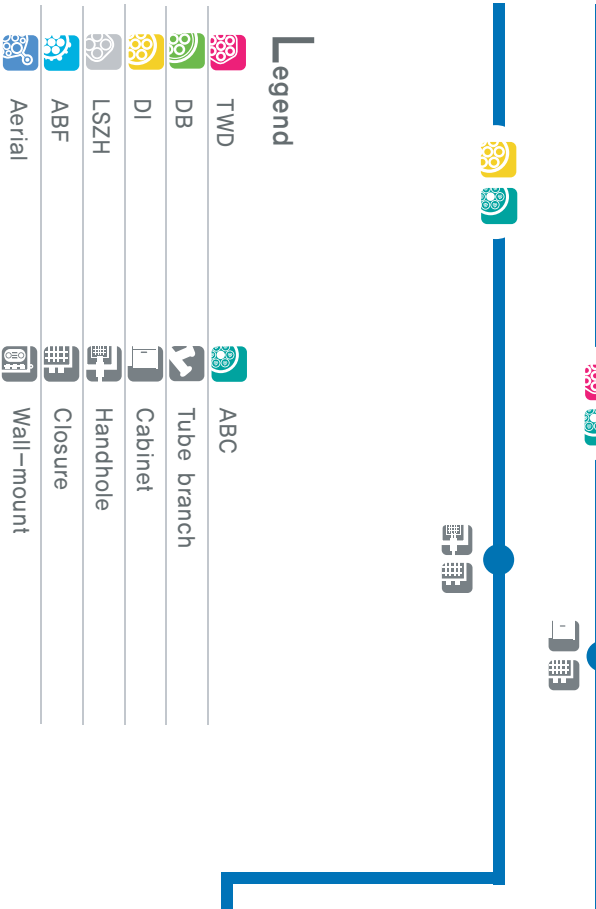 Legend
TWD
DB
DI
LSZH
ABF
Aerial
ABC
Tube branch
Cabinet
Handhole
Closure
Wall-mount